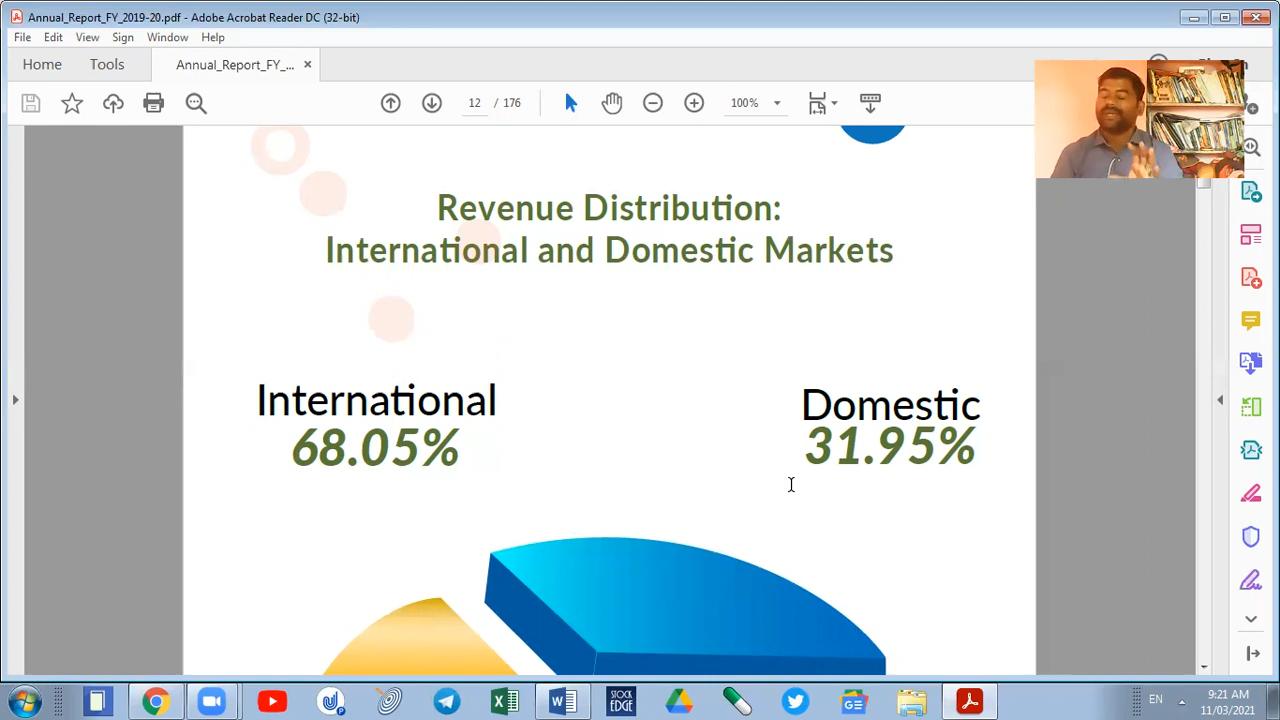 Annual_Report_FY_2019-20.pdf - Adobe Acrobat Reader DC (32-bit)
File Edit View Sign Window Help
Home Tools Annual_Report_FY_... ×
12 / 176 100%
Revenue Distribution:
International and Domestic Markets
International Domestic
68.05% 31.95%
STOCK
EDGE
EN 9:21 AM
11/03/2021